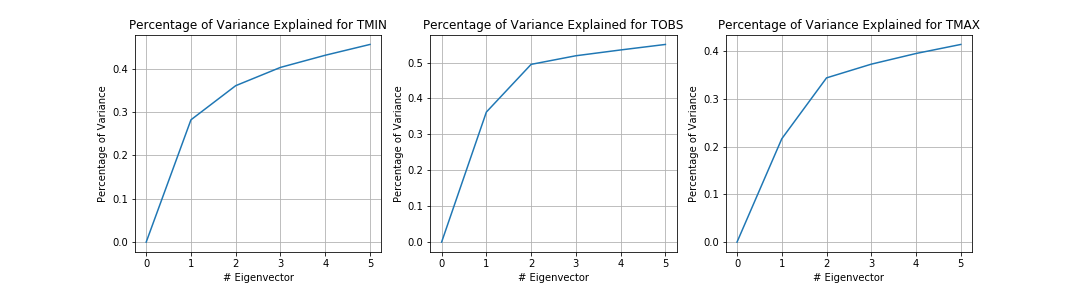 Percentage of Variance Explained for TMIN
Percentage of Variance
0.4
0.3
0.2
0.1
0.0
0 1 2 3 4 5
# Eigenvector
Percentage of Variance Explained for TOBS
Percentage of Variance
0.5
0.4
0.3
0.2
0.1
0.0
0 1 2 3 4 5
# Eigenvector
Percentage of Variance Explained for TMAX
Percentage of Variance
0.4
0.3
0.2
0.1
0.0
0 1 2 3 4 5
# Eigenvector